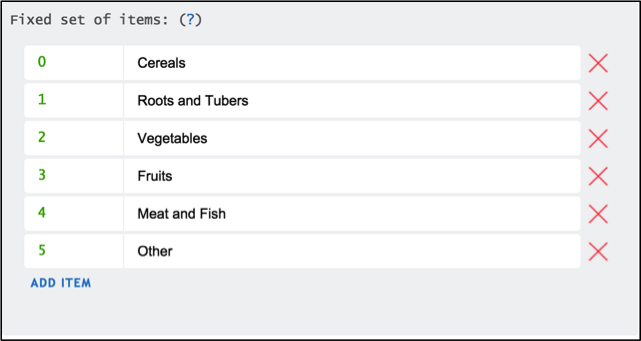 Fixed set of items: (?)
0 Cereals
1 Roots and Tubers
2 Vegetables
3 Fruits
4 Meat and Fish
5 Other
ADD ITEM